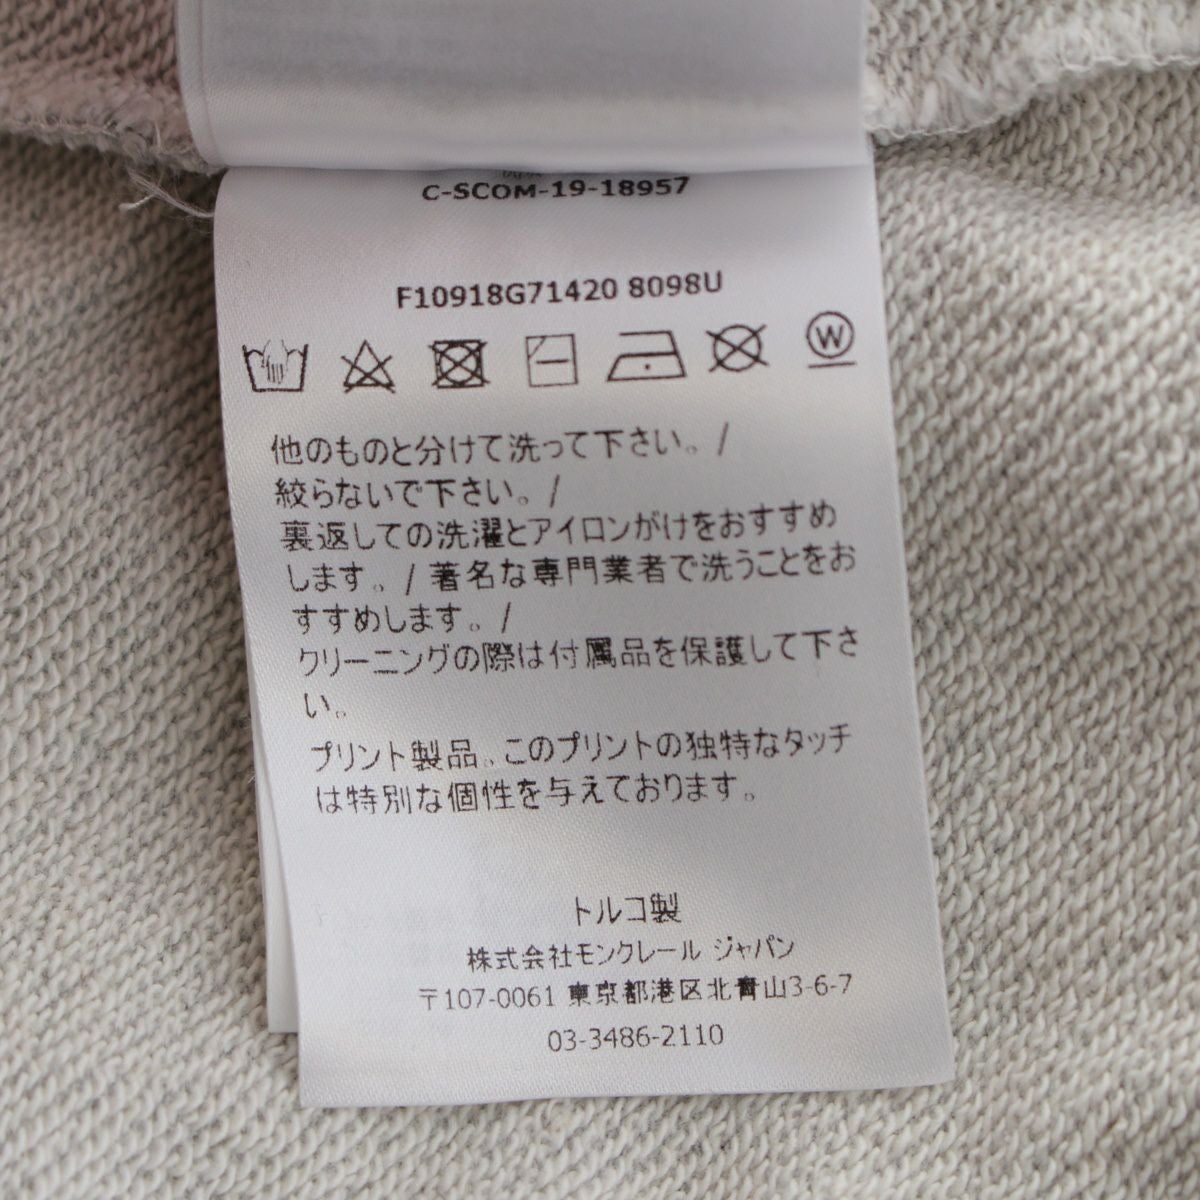 C-SCOM-19-18957
F10918G71420 8098U
W
他のものと分けて洗って下さい。/
絞らないで下さい。/
裏返しての洗濯とアイロンがけをおすすめ
します。/ 著名な専門業者で洗うことをお
すすめします。/
クリーニングの際は付属品を保護して下さ
い。
プリント製品、このプリントの独特なタッチ
は特別な個性を与えております。
トルコ製
株式会社モンクレール ジャパン
〒107-0061 東京都港区北青山3-6-7
03-3486-2110